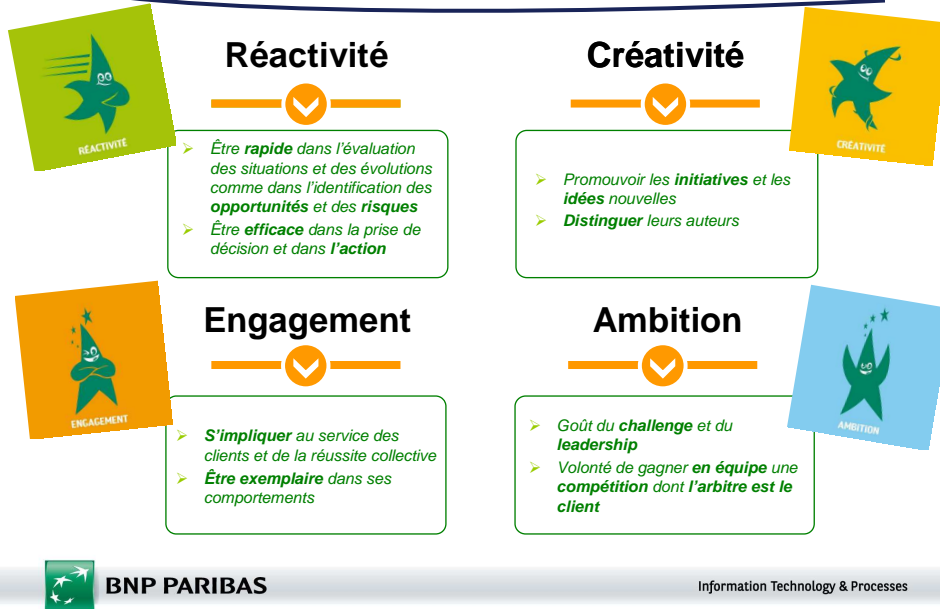 Réactivité
RÉACTIVITÉ
Être rapide dans l'évaluation
des situations et des évolutions
comme dans l'identification des
opportunités et des risques
Être efficace dans la prise de
décision et dans l'action
Créativité
CRÉATIVITÉ
Promouvoir les initiatives et les
idées nouvelles
Distinguer leurs auteurs
Engagement
ENGAGEMENT
S'impliquer au service des
clients et de la réussite collective
Être exemplaire dans ses
comportements
Ambition
AMBITION
Goût du challenge et du
leadership
Volonté de gagner en équipe une
compétition dont l'arbitre est le
client
BNP PARIBAS
Information Technology & Processes